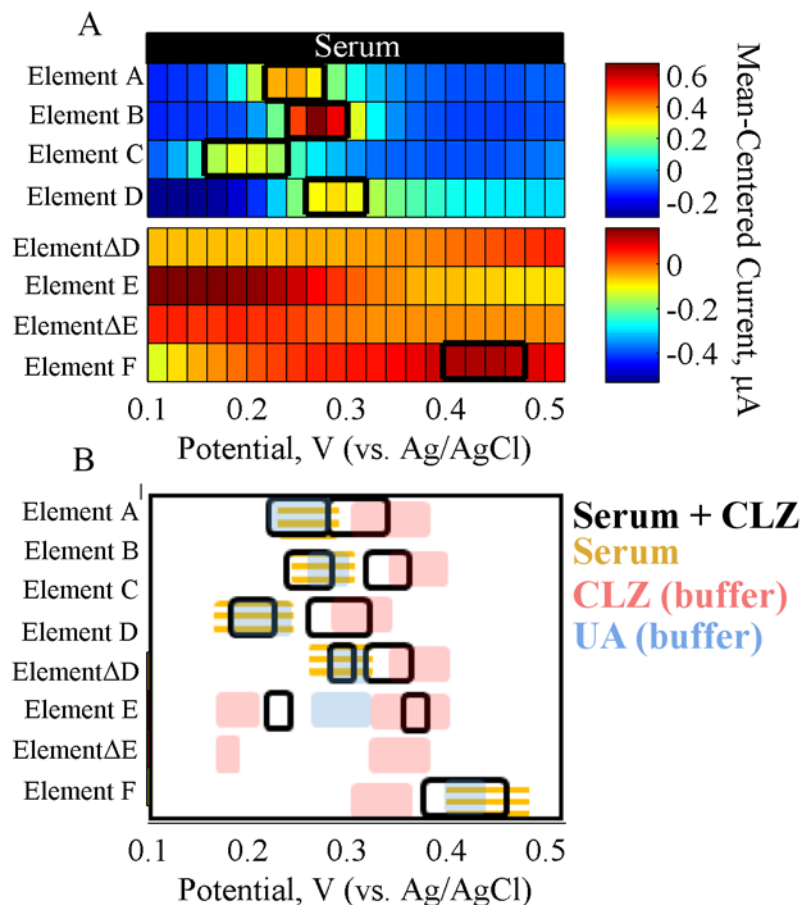 A
Serum
Element A
Element B
Element C
Element D
ElementΔD
Element E
ElementΔE
Element F
0.6
0.4
0.2
0
-0.2
0
-0.2
-0.4
Mean-Centered Current, μA
0.1 0.2 0.3 0.4 0.5
Potential, V (vs. Ag/AgCl)
B
Element A
Element B
Element C
Element D
ElementΔD
Element E
ElementΔE
Element F
Serum + CLZ
Serum
CLZ (buffer)
UA (buffer)
0.1 0.2 0.3 0.4 0.5
Potential, V (vs. Ag/AgCl)